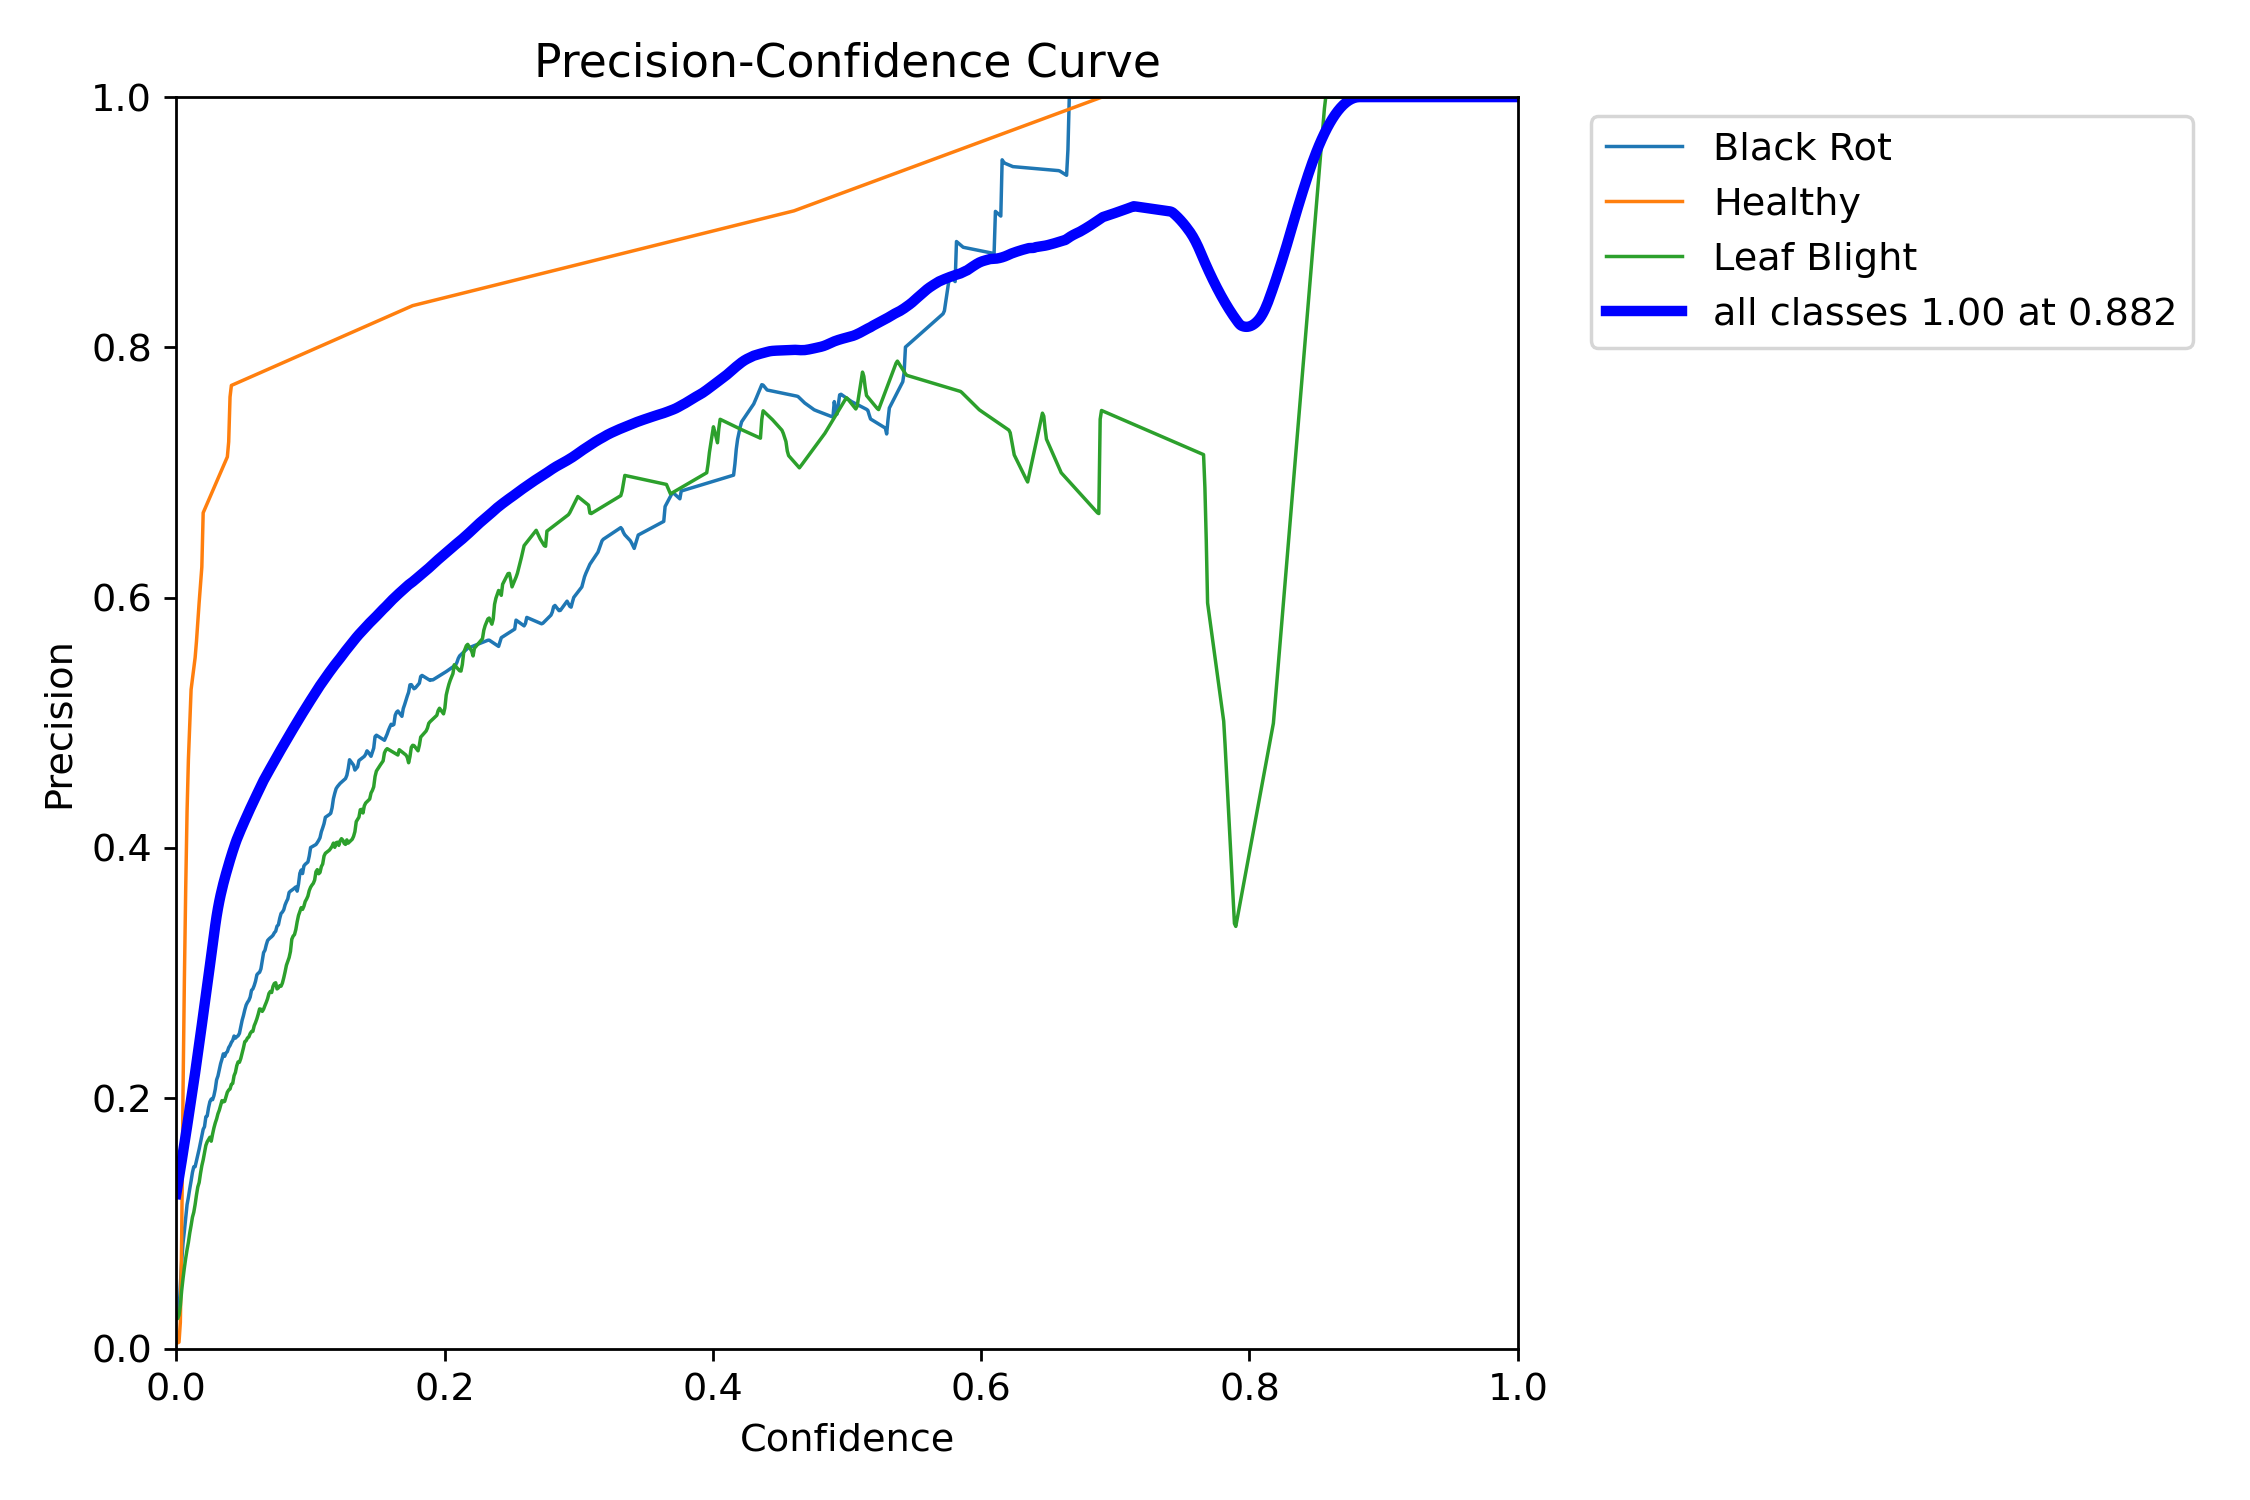 Precision-Confidence Curve
1.0
0.8
0.6
0.4
0.2
0.0
Precision
0.0 0.2 0.4 0.6 0.8 1.0
Confidence
Black Rot
Healthy
Leaf Blight
all classes 1.00 at 0.882